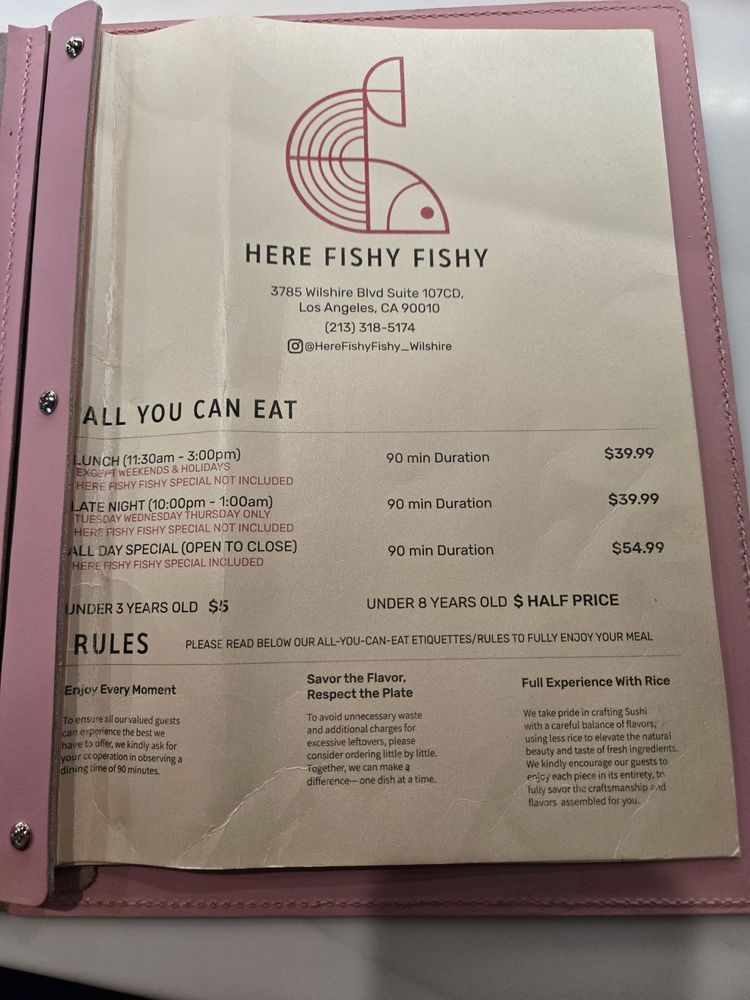 HERE FISHY FISHY
3785 Wilshire Blvd Suite 107CD,
Los Angeles, CA 90010
(213) 318-5174
@HereFishyFishy_Wilshire
ALL YOU CAN EAT
LUNCH (11:30am - 3:00pm) 90 min Duration $39.99
EXCEPT WEEKENDS & HOLIDAYS
HERE FISHY FISHY SPECIAL NOT INCLUDED
LATE NIGHT (10:00pm - 1:00am) 90 min Duration $39.99
TUESDAY WEDNESDAY THURSDAY ONLY
HERE FISHY FISHY SPECIAL NOT INCLUDED
ALL DAY SPECIAL (OPEN TO CLOSE) 90 min Duration $54.99
HERE FISHY FISHY SPECIAL INCLUDED
UNDER 3 YEARS OLD $5 UNDER 8 YEARS OLD $ HALF PRICE
RULES PLEASE READ BELOW OUR ALL-YOU-CAN-EAT ETIQUETTES/RULES TO FULLY ENJOY YOUR MEAL
Enjoy Every Moment
To ensure all our valued guests
can experience the best we
have to offer, we kindly ask for
your cooperation in observing a
dining time of 90 minutes.
Savor the Flavor,
Respect the Plate
To avoid unnecessary waste
and additional charges for
excessive leftovers, please
consider ordering little by little.
Together, we can make a
difference— one dish at a time.
Full Experience With Rice
We take pride in crafting Sushi
with a careful balance of flavors,
using less rice to elevate the natural
beauty and taste of fresh ingredients.
We kindly encourage our guests to
enjoy each piece in its entirety, to
fully savor the craftsmanship and
flavors assembled for you.